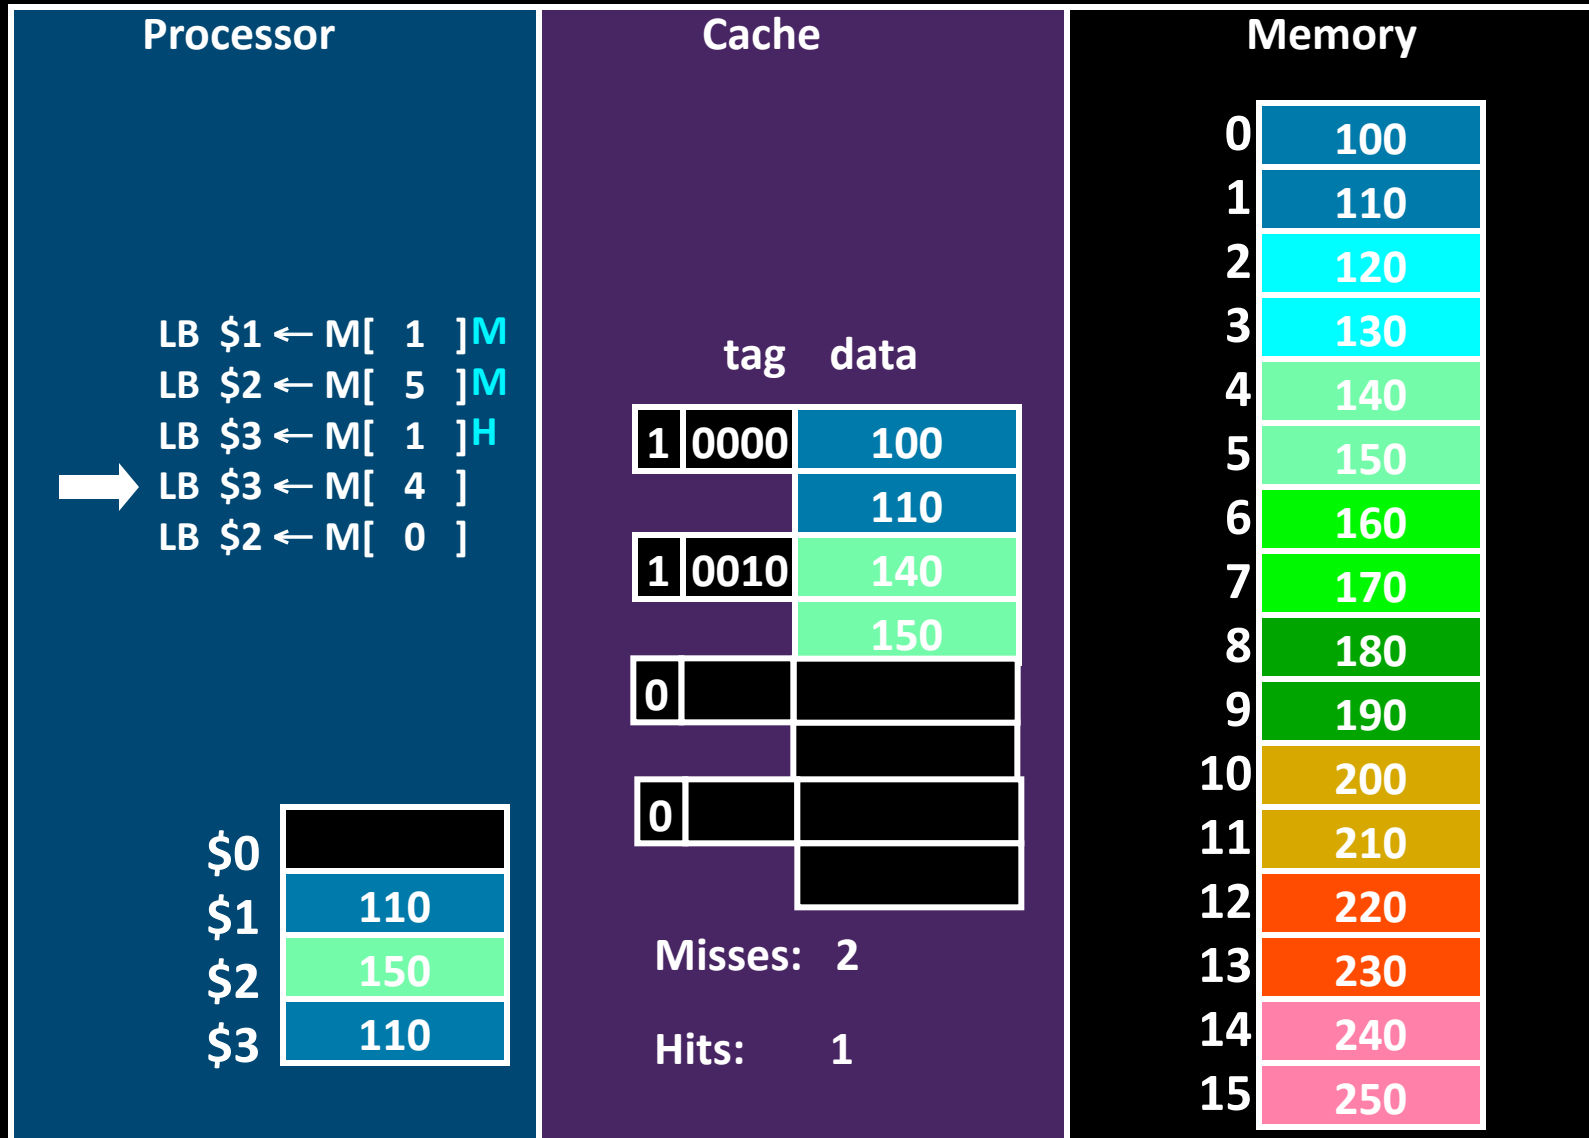 Processor
LB $1 ← M[ 1 ] M
LB $2 ← M[ 5 ] M
LB $3 ← M[ 1 ] H
LB $3 ← M[ 4 ]
LB $2 ← M[ 0 ]
$0
$1 110
$2 150
$3 110
Cache
tag data
1 0000 100
110
1 0010 140
150
0
0
Misses: 2
Hits: 1
Memory
0 100
1 110
2 120
3 130
4 140
5 150
6 160
7 170
8 180
9 190
10 200
11 210
12 220
13 230
14 240
15 250